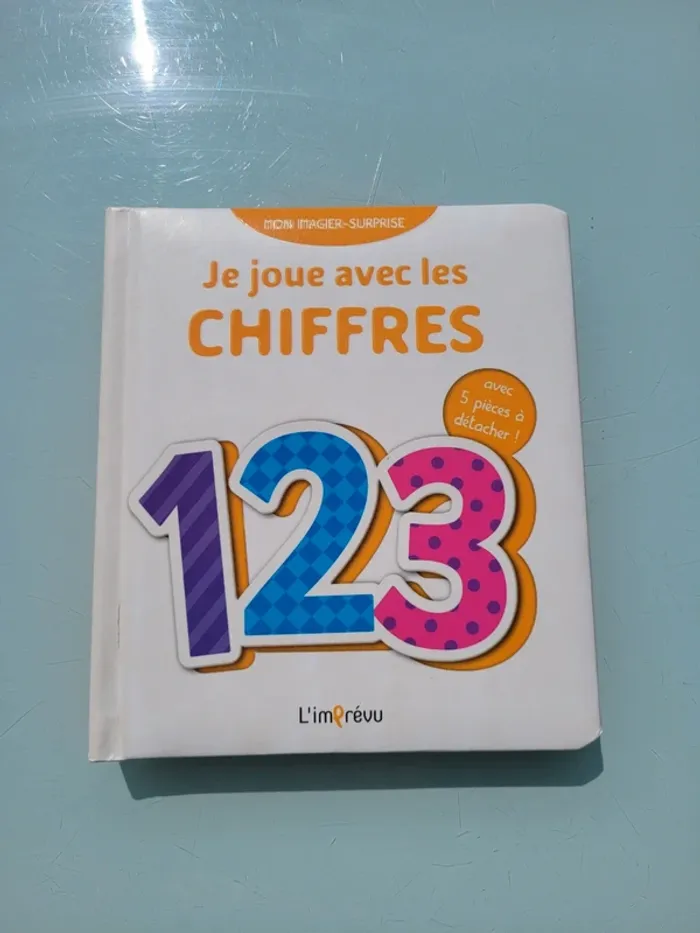 MON IMAGIER-SURPRISE
Je joue avec les
CHIFFRES
avec
5 pièces à
détacher !
123
L'imprévu